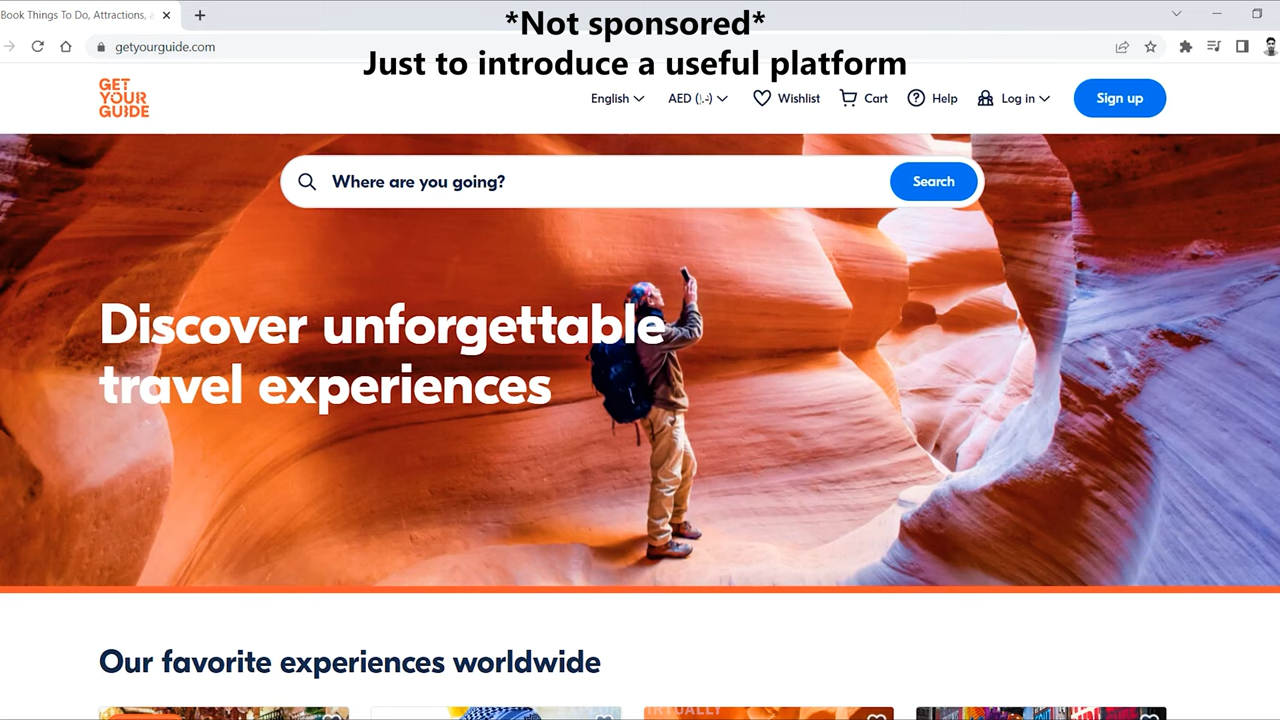 Book Things To Do, Attractions, a
*Not sponsored*
getyourguide.com
Just to introduce a useful platform
GET
YOUR
GUIDE
English
AED (د.إ)
Wishlist
Cart
Help
Log in
Sign up
Where are you going?
Search
Discover unforgettable
travel experiences
Our favorite experiences worldwide